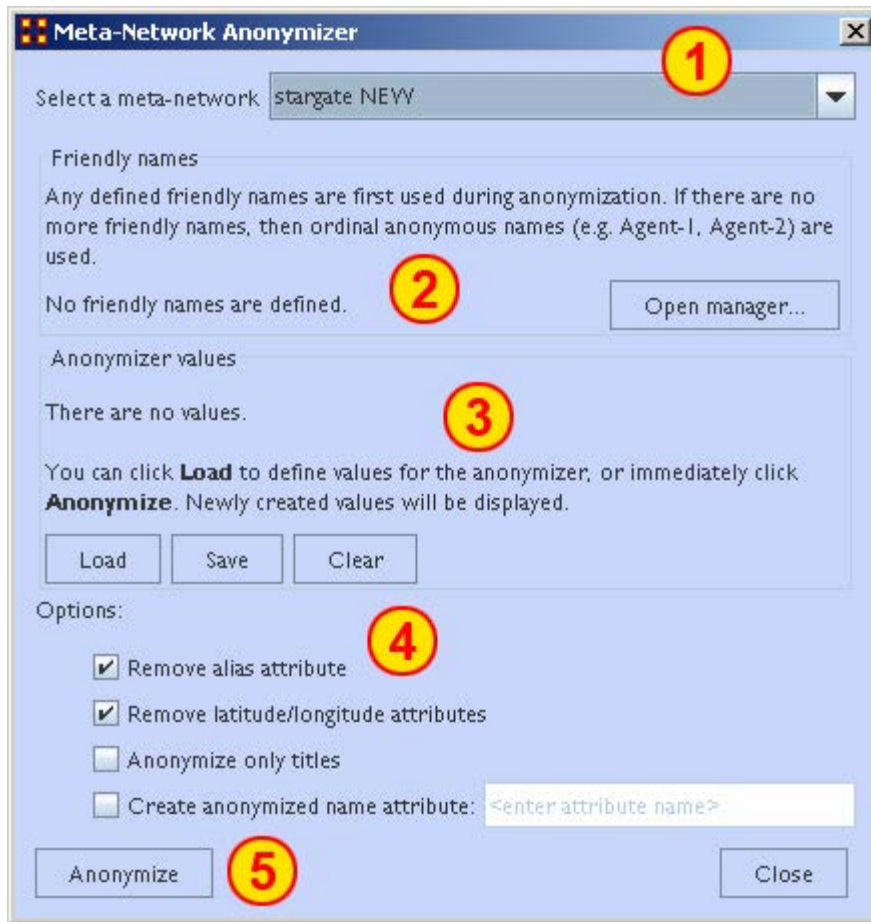 Meta-Network Anonymizer
1
Select a meta-network stargate NEW
Friendly names
Any defined friendly names are first used during anonymization. If there are no
more friendly names, then ordinal anonymous names (e.g. Agent-1, Agent-2) are
used.
2
No friendly names are defined. Open manager...
Anonymizer values
There are no values.
3
You can click Load to define values for the anonymizer, or immediately click
Anonymize. Newly created values will be displayed.
Load Save Clear
Options:
4
Remove alias attribute
Remove latitude/longitude attributes
Anonymize only titles
Create anonymized name attribute: <enter attribute name>
Anonymize 5 Close